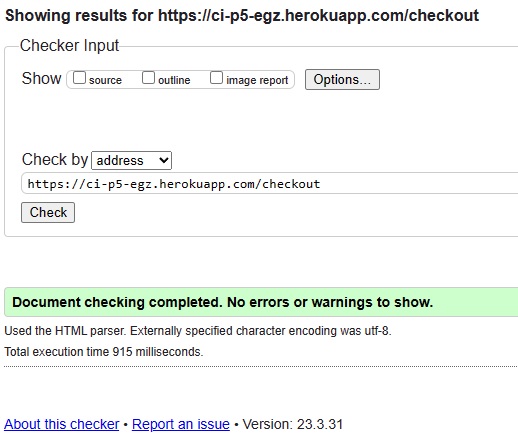 Showing results for https://ci-p5-egz.herokuapp.com/checkout
Checker Input
Show source outline image report Options...
Check by address
https://ci-p5-egz.herokuapp.com/checkout
Check
Document checking completed. No errors or warnings to show.
Used the HTML parser. Externally specified character encoding was utf-8.
Total execution time 915 milliseconds.
About this checker • Report an issue • Version: 23.3.31